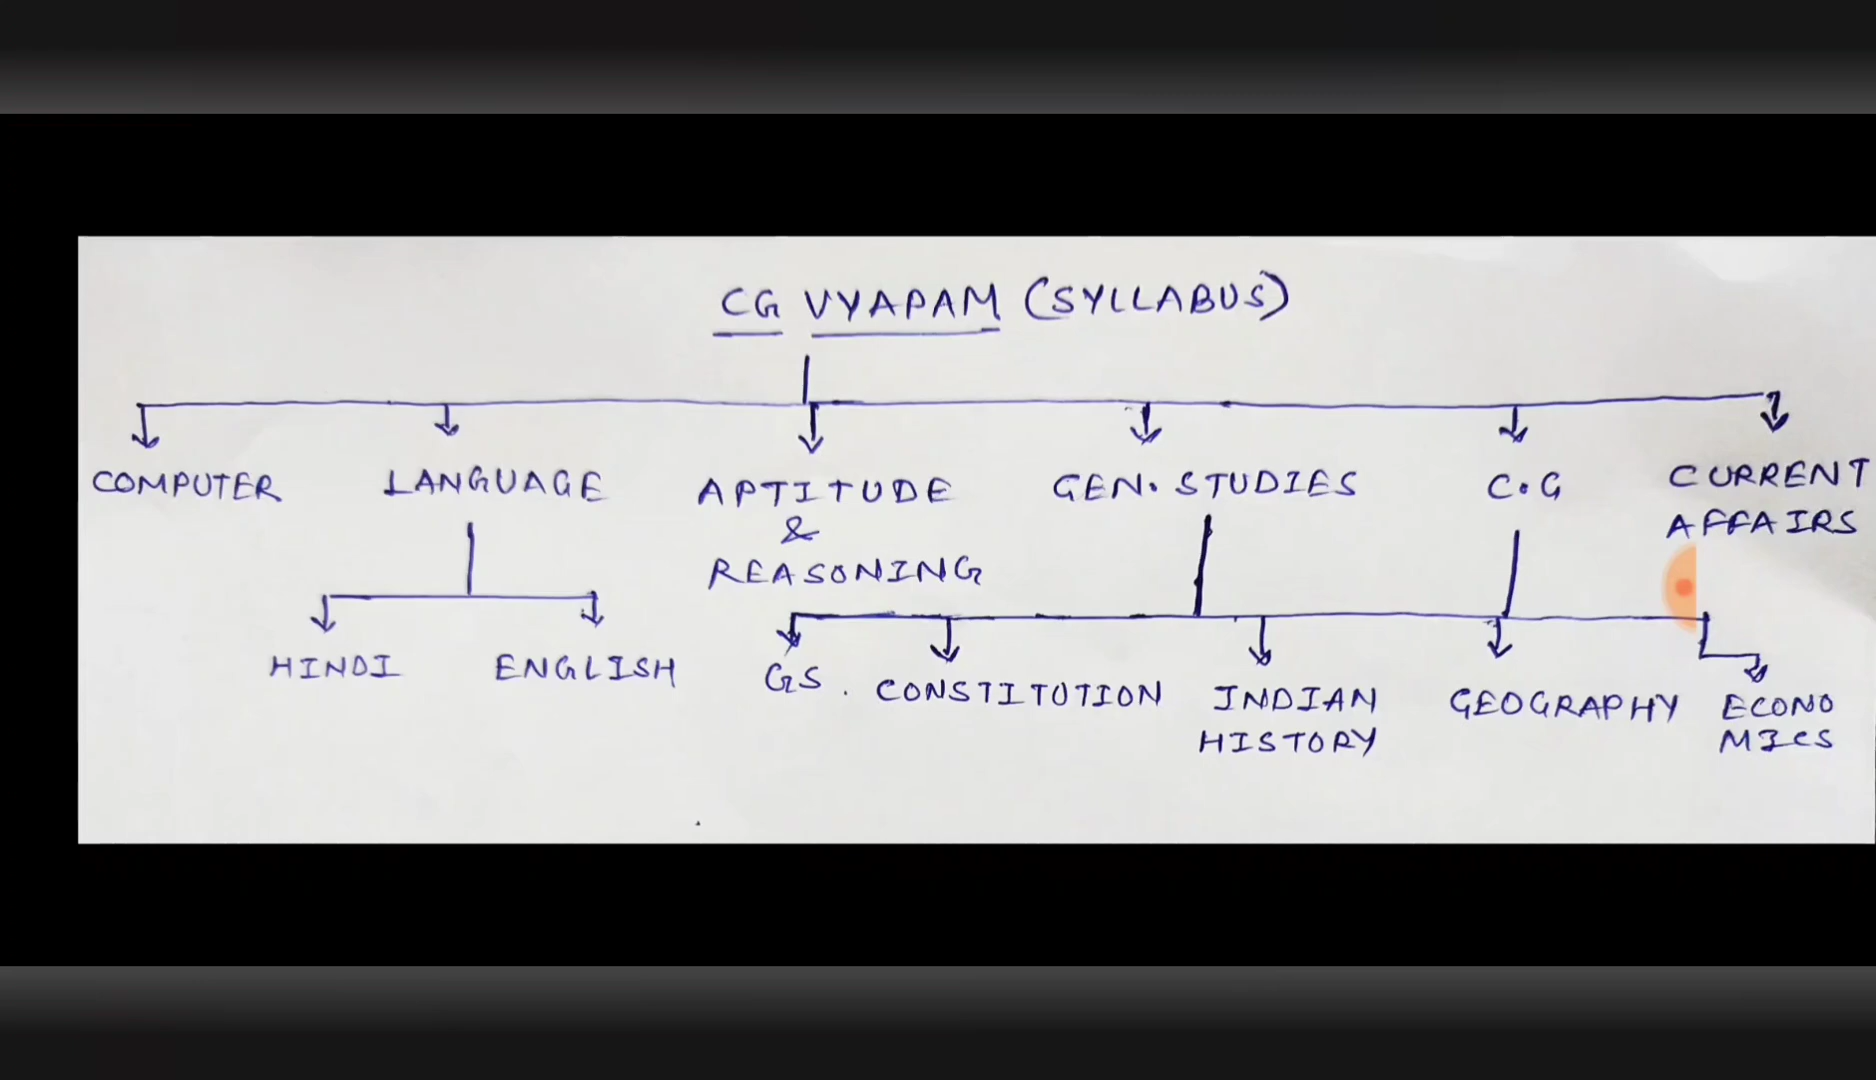 CG VYAPAM (SYLLABUS)
COMPUTER
LANGUAGE
APTITUDE
&
REASONING
GEN. STUDIES
C.G
CURRENT
AFFAIRS
HINDI
ENGLISH
GS.
CONSTITUTION
INDIAN
HISTORY
GEOGRAPHY
ECONO
MICS